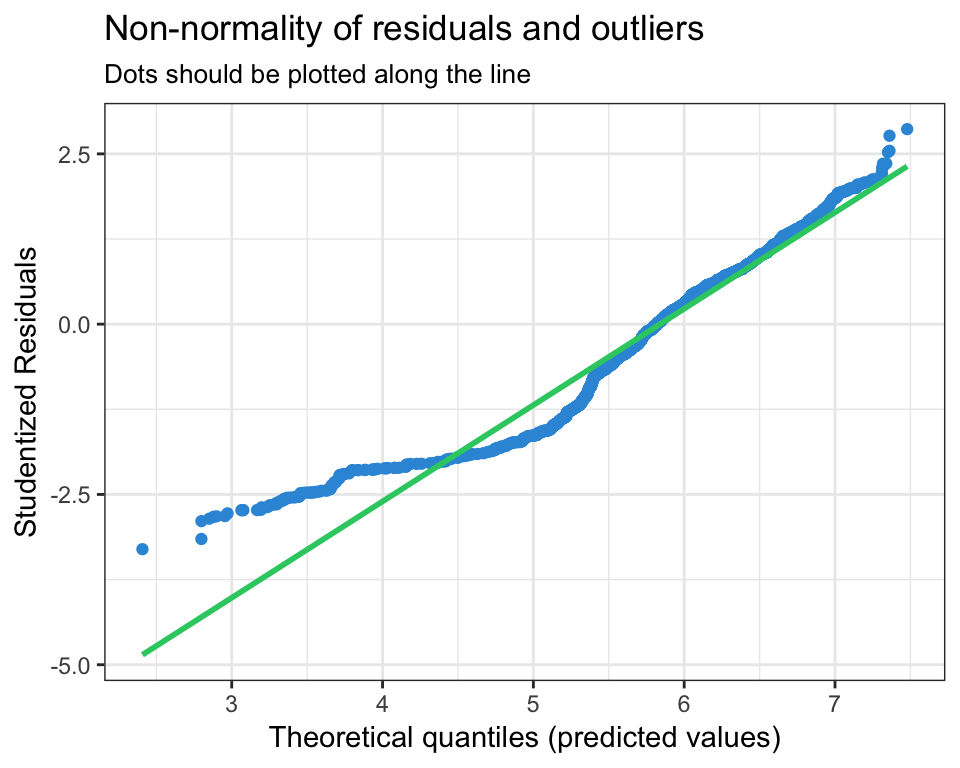 Non-normality of residuals and outliers
Dots should be plotted along the line
Studentized Residuals
2.5
0.0
-2.5
-5.0
3 4 5 6 7
Theoretical quantiles (predicted values)